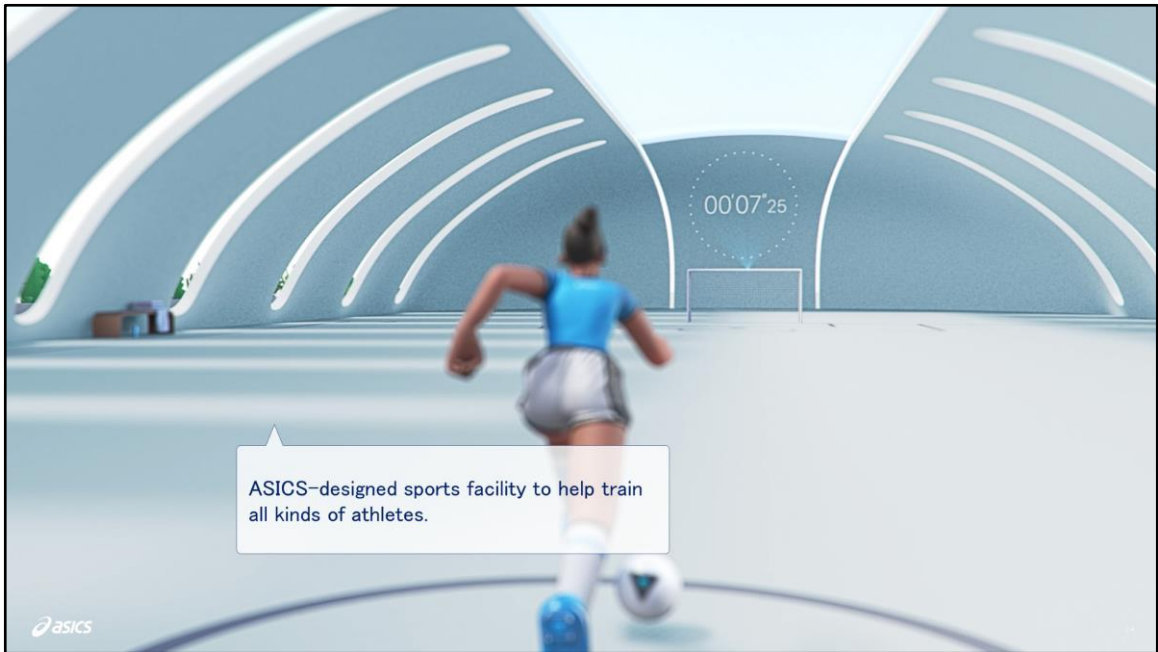 00'07"25
ASICS-designed sports facility to help train
all kinds of athletes.
asics